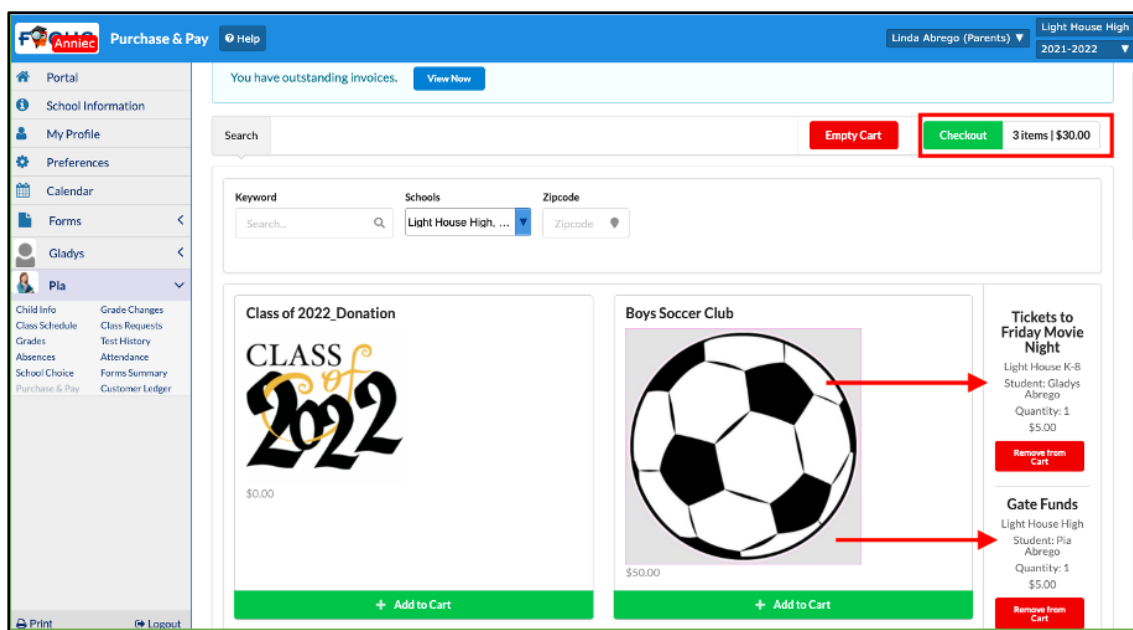 FOCUS
Anniec
Purchase & Pay
Help
Linda Abrego (Parents) ▼
Light House High
2021-2022 ▼
Portal
School Information
My Profile
Preferences
Calendar
Forms
Gladys
Pia
Child Info Grade Changes
Class Schedule Class Requests
Grades Test History
Absences Attendance
School Choice Forms Summary
Purchase & Pay Customer Ledger
Print Logout
You have outstanding invoices. View Now
Search Empty Cart Checkout 3 items | $30.00
Keyword Schools Zipcode
Search... Light House High, ... Zipcode
Class of 2022_Donation
CLASS
of
2022
$0.00
+ Add to Cart
Boys Soccer Club
$50.00
+ Add to Cart
Tickets to
Friday Movie
Night
Light House K-8
Student: Gladys
Abrego
Quantity: 1
$5.00
Remove from
Cart
Gate Funds
Light House High
Student: Pia
Abrego
Quantity: 1
$5.00
Remove from
Cart